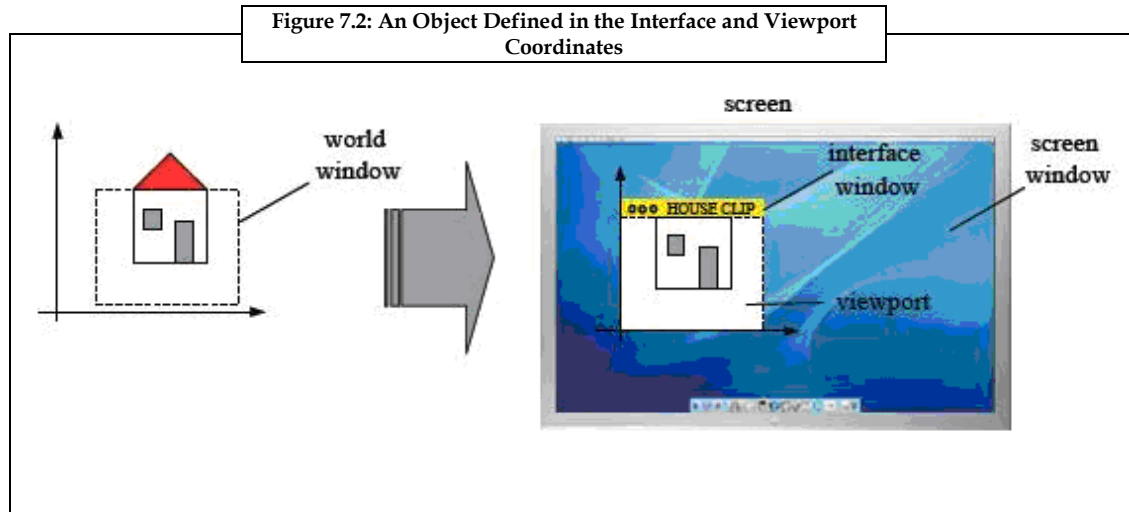 Figure 7.2: An Object Defined in the Interface and Viewport
Coordinates
world
window
screen
screen
window
interface
window
HOUSE CLIP
viewport